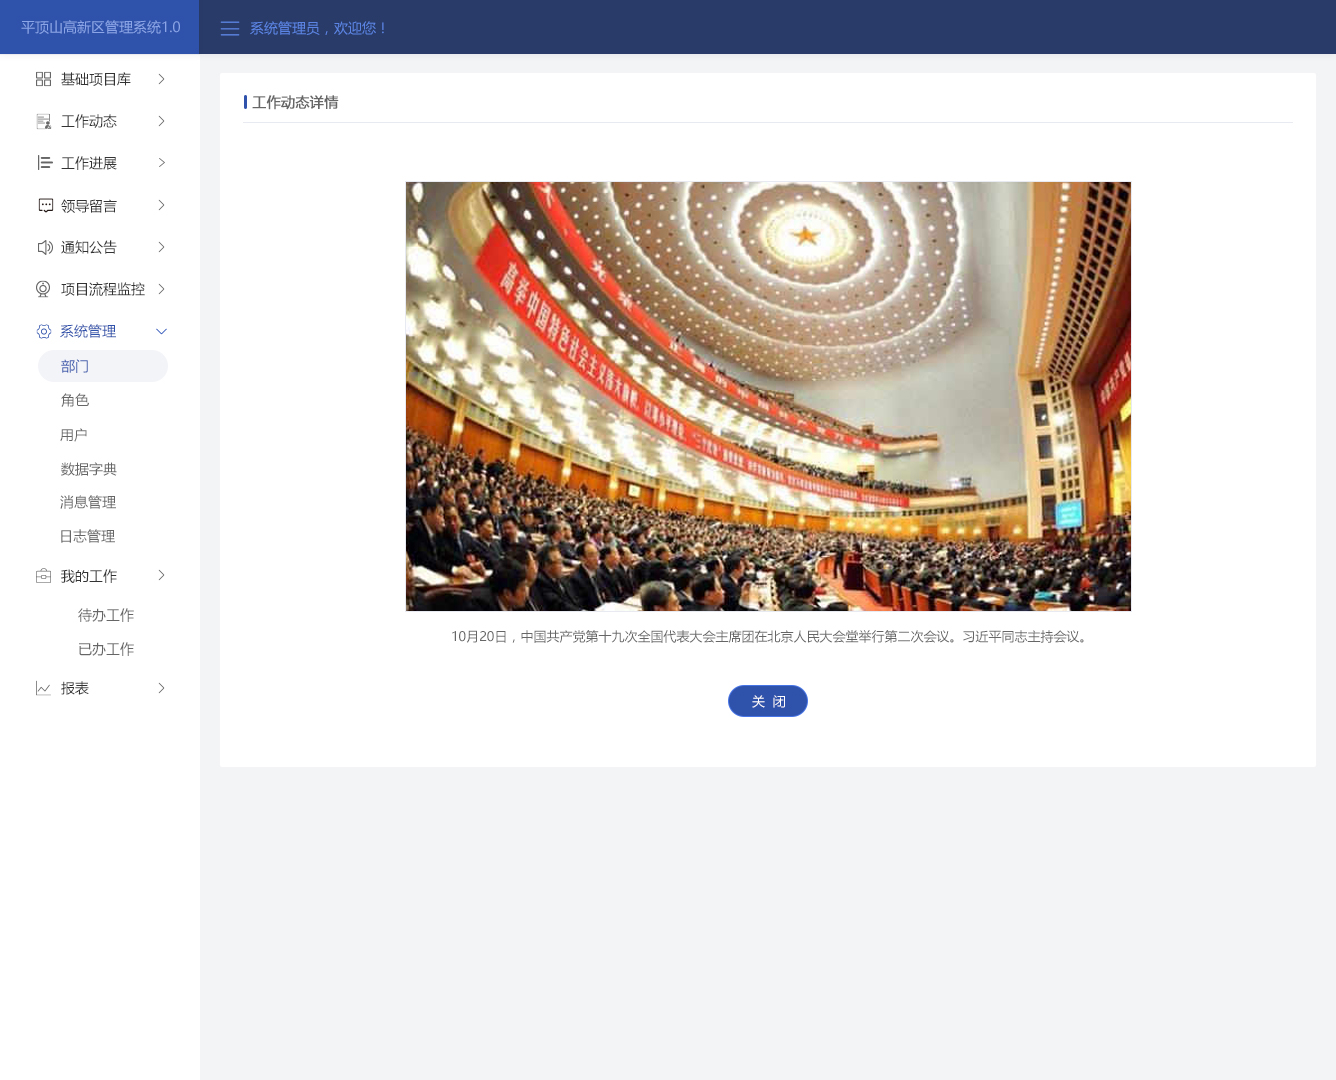 平顶山高新区管理系统1.0
系统管理员，欢迎您！
基础项目库
工作动态
工作进展
领导留言
通知公告
项目流程监控
系统管理
部门
角色
用户
数据字典
消息管理
日志管理
我的工作
待办工作
已办工作
报表
工作动态详情
高举中国特色社会主义伟大旗帜，
10月20日，中国共产党第十九次全国代表大会主席团在北京人民大会堂举行第二次会议。习近平同志主持会议。
关 闭